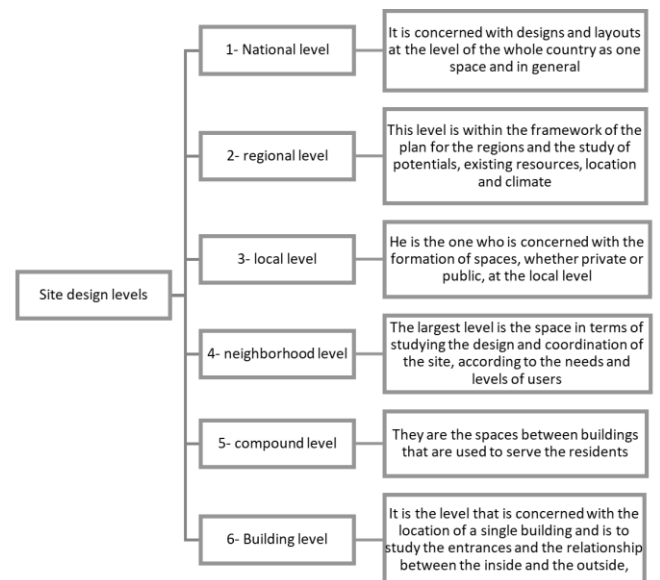 1- National level
It is concerned with designs and layouts
at the level of the whole country as one
space and in general
2- regional level
This level is within the framework of the
plan for the regions and the study of
potentials, existing resources, location
and climate
3- local level
He is the one who is concerned with the
formation of spaces, whether private or
public, at the local level
Site design levels
4- neighborhood level
The largest level is the space in terms of
studying the design and coordination of
the site, according to the needs and
levels of users
5- compound level
They are the spaces between buildings
that are used to serve the residents
6- Building level
It is the level that is concerned with the
location of a single building and is to
study the entrances and the relationship
between the inside and the outside,